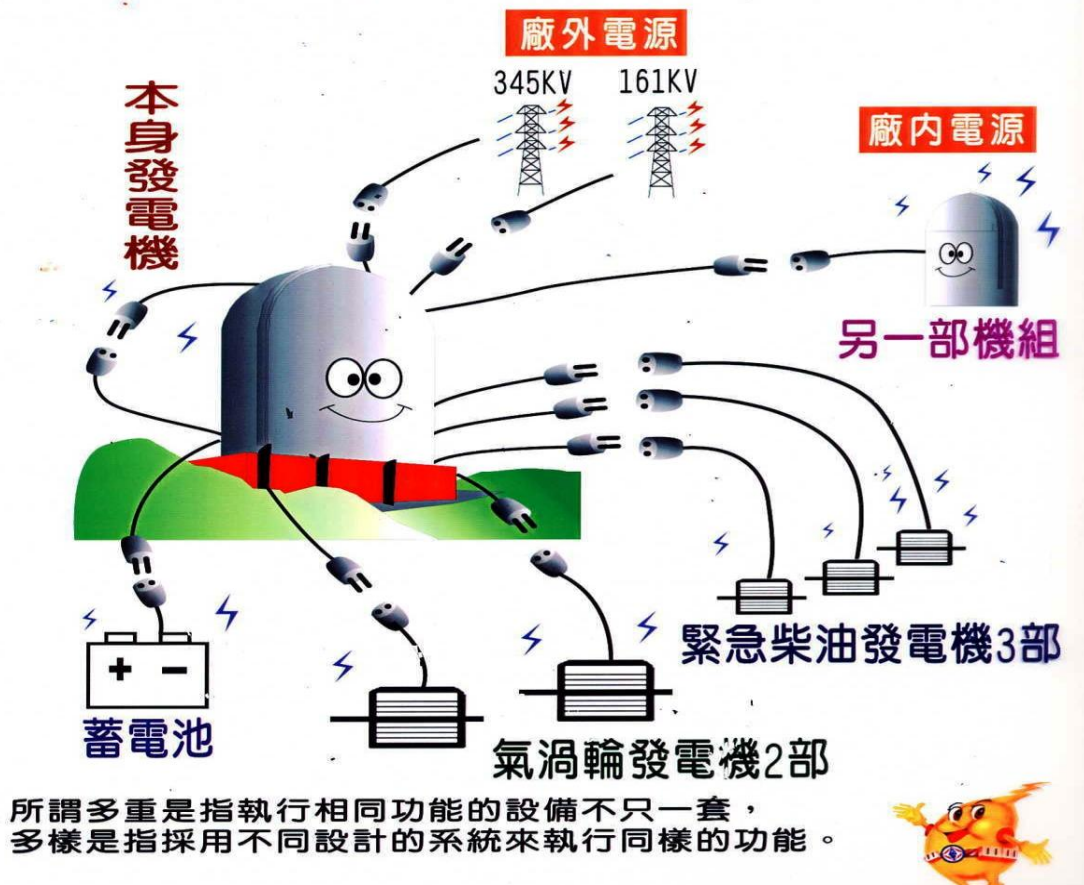 廠外電源
345KV
161KV
本身發電機
廠内電源
另一部機組
緊急柴油發電機3部
+ −
蓄電池
氣渦輪發電機2部
所謂多重是指執行相同功能的設備不只一套，
多樣是指採用不同設計的系統來執行同樣的功能。